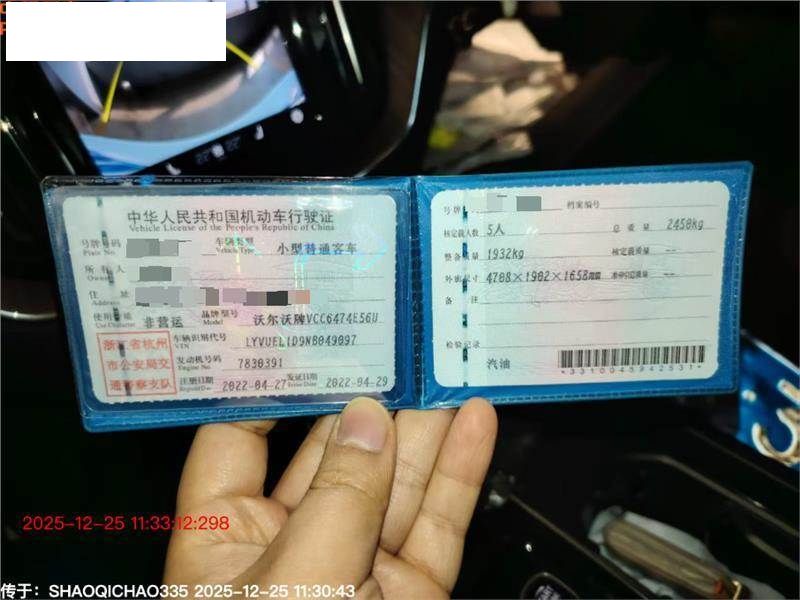 中华人民共和国机动车行驶证
Vehicle License of the People's Republic of China
号牌号码
Plate No.
车辆类型
Vehicle Type
小型普通客车
所有人
住 址
Address
使用性质
Use Character
非营运
品牌型号
Model
沃尔沃牌VCC6474E56U
浙江省杭州
市公安局交
通警察支队
车辆识别代号
VIN
发动机号码
Engine No.
7830391
注册日期
Register Date
2022-04-27
发证日期
Issue Date
2022-04-29
号牌
档案编号
核定载人数
5人
总 质 量
2450kg
整备质量
1932kg
核定载质量
外廓尺寸
4708×1902×1658mm
准牵引总质量
--
备 注
检验记录
汽油
*3310045942531*
2025-12-25 11:33:12:298
传于：SHAOQICHAO335 2025-12-25 11:30:43